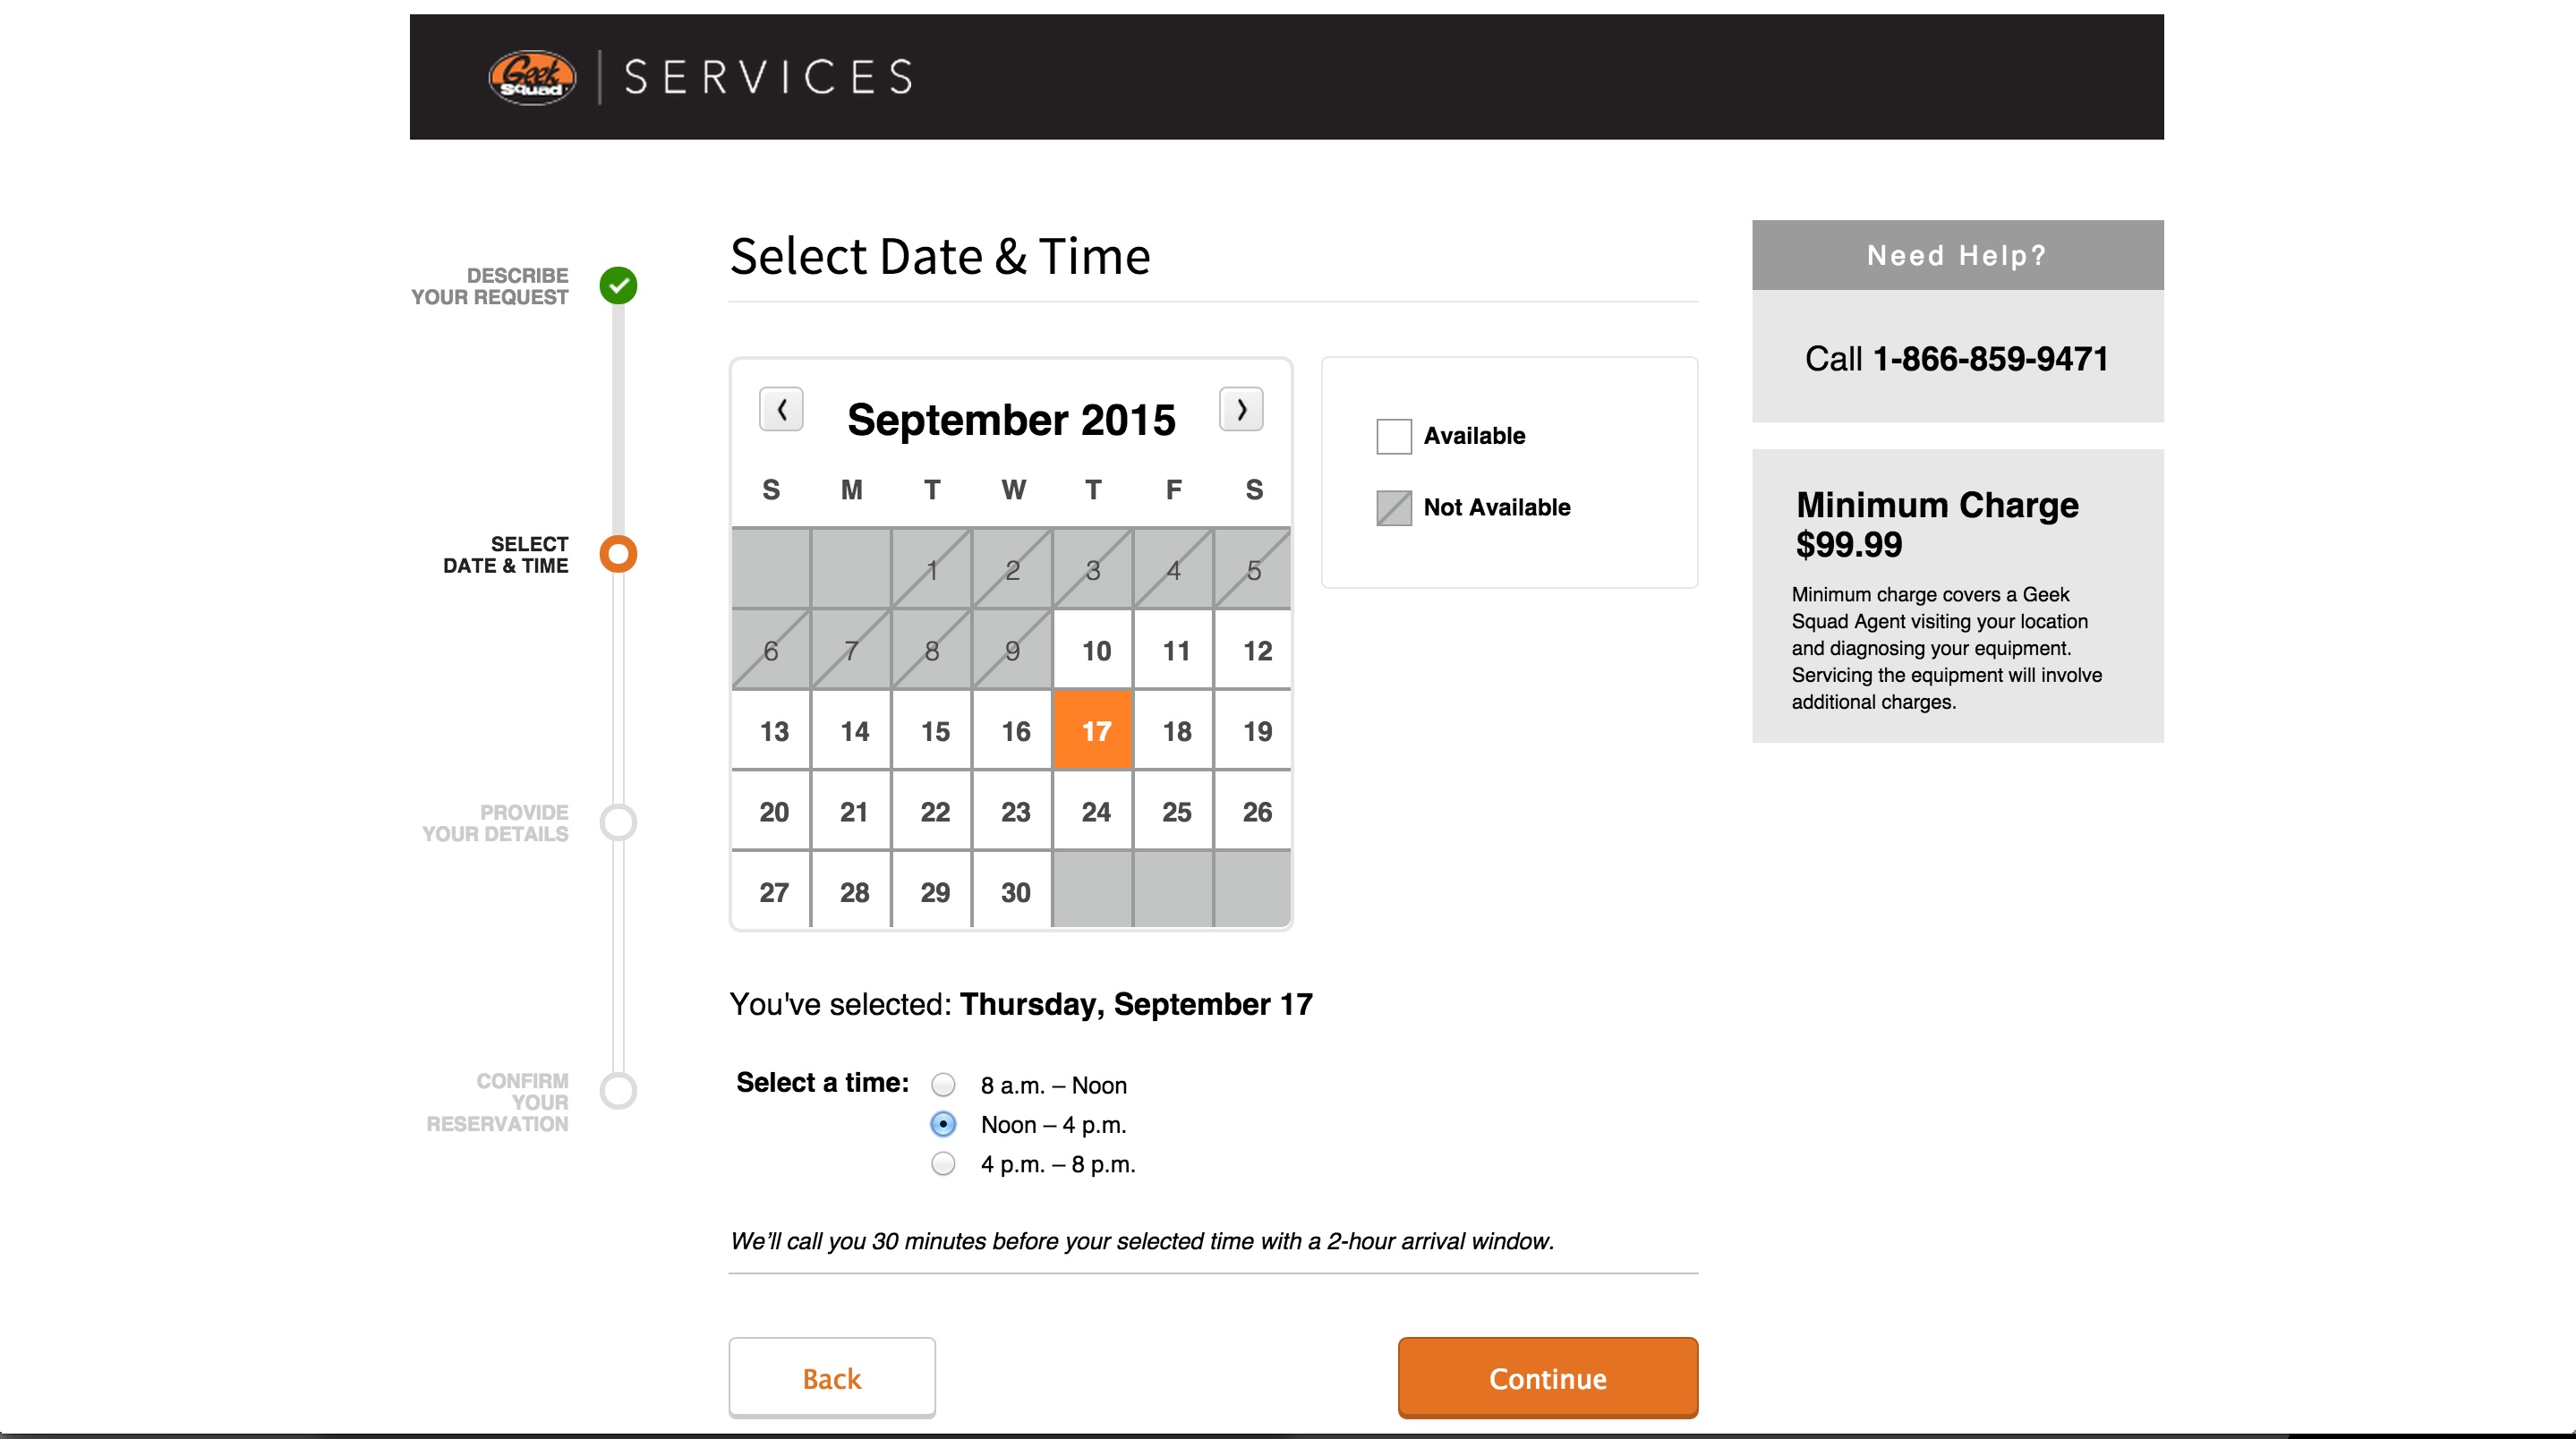 Geek
Squad
SERVICES
DESCRIBE
YOUR REQUEST
SELECT
DATE & TIME
PROVIDE
YOUR DETAILS
CONFIRM
YOUR
RESERVATION
Select Date & Time
September 2015
S M T W T F S
1 2 3 4 5
6 7 8 9 10 11 12
13 14 15 16 17 18 19
20 21 22 23 24 25 26
27 28 29 30
Available
Not Available
You've selected: Thursday, September 17
Select a time:
8 a.m. – Noon
Noon – 4 p.m.
4 p.m. – 8 p.m.
We’ll call you 30 minutes before your selected time with a 2-hour arrival window.
Back
Continue
Need Help?
Call 1-866-859-9471
Minimum Charge
$99.99
Minimum charge covers a Geek
Squad Agent visiting your location
and diagnosing your equipment.
Servicing the equipment will involve
additional charges.